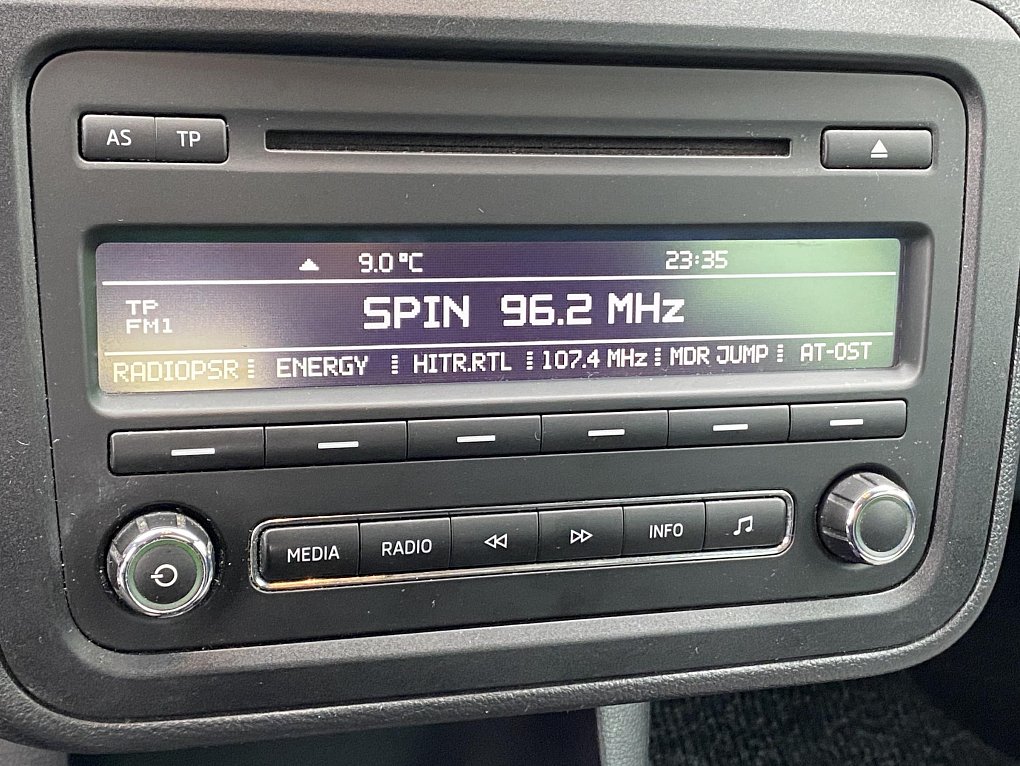 AS TP
9.0 °C 23:35
TP SPIN 96.2 MHz
FM1
RADIOPSR ENERGY HITR.RTL 107.4 MHz MDR JUMP AT-OST
MEDIA RADIO INFO